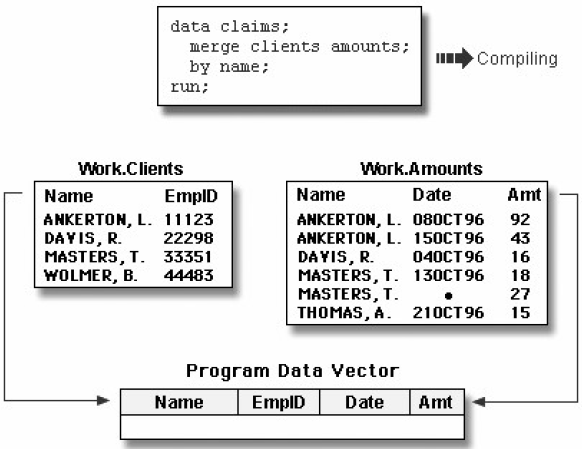 data claims;
merge clients amounts;
by name;
run;
Compiling
Work.Clients
Name EmpID
ANKERTON, L. 11123
DAVIS, R. 22298
MASTERS, T. 33351
WOLMER, B. 44483
Work.Amounts
Name Date Amt
ANKERTON, L. 08OCT96 92
ANKERTON, L. 15OCT96 43
DAVIS, R. 04OCT96 16
MASTERS, T. 13OCT96 18
MASTERS, T. • 27
THOMAS, A. 21OCT96 15
Program Data Vector
Name EmpID Date Amt